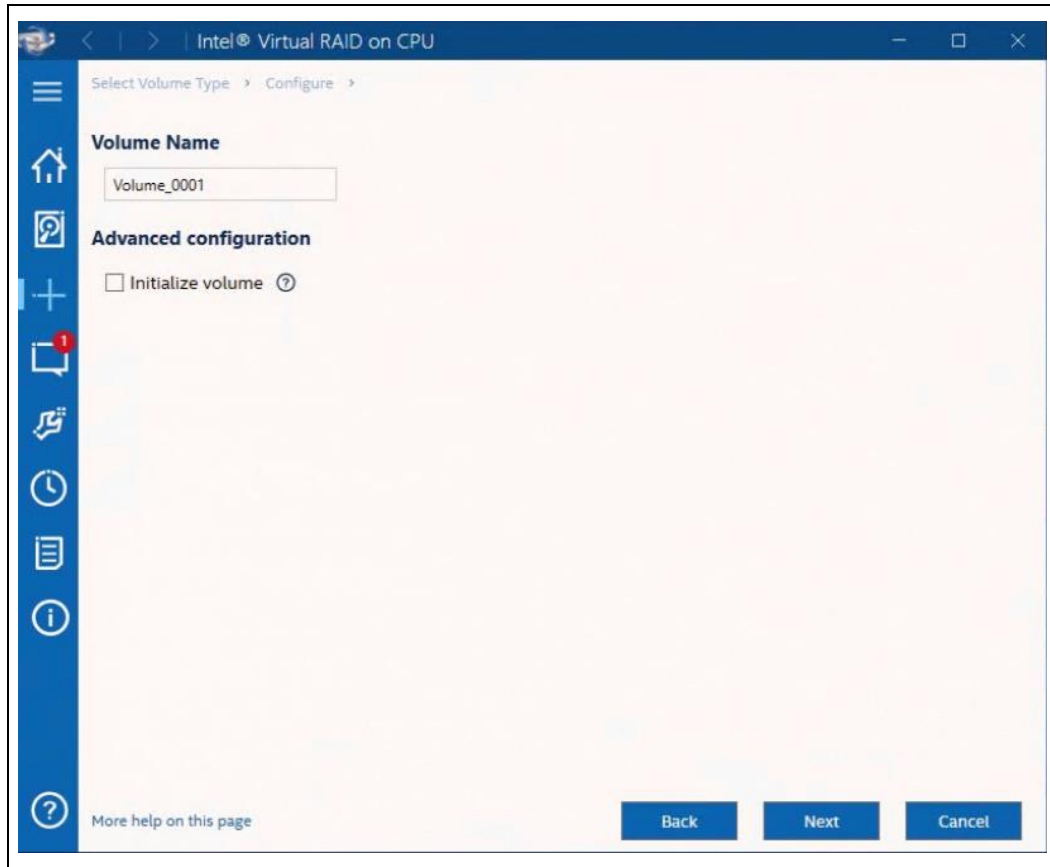 Intel® Virtual RAID on CPU
Select Volume Type › Configure ›
Volume Name
Volume_0001
Advanced configuration
Initialize volume ?
1
More help on this page
Back Next Cancel